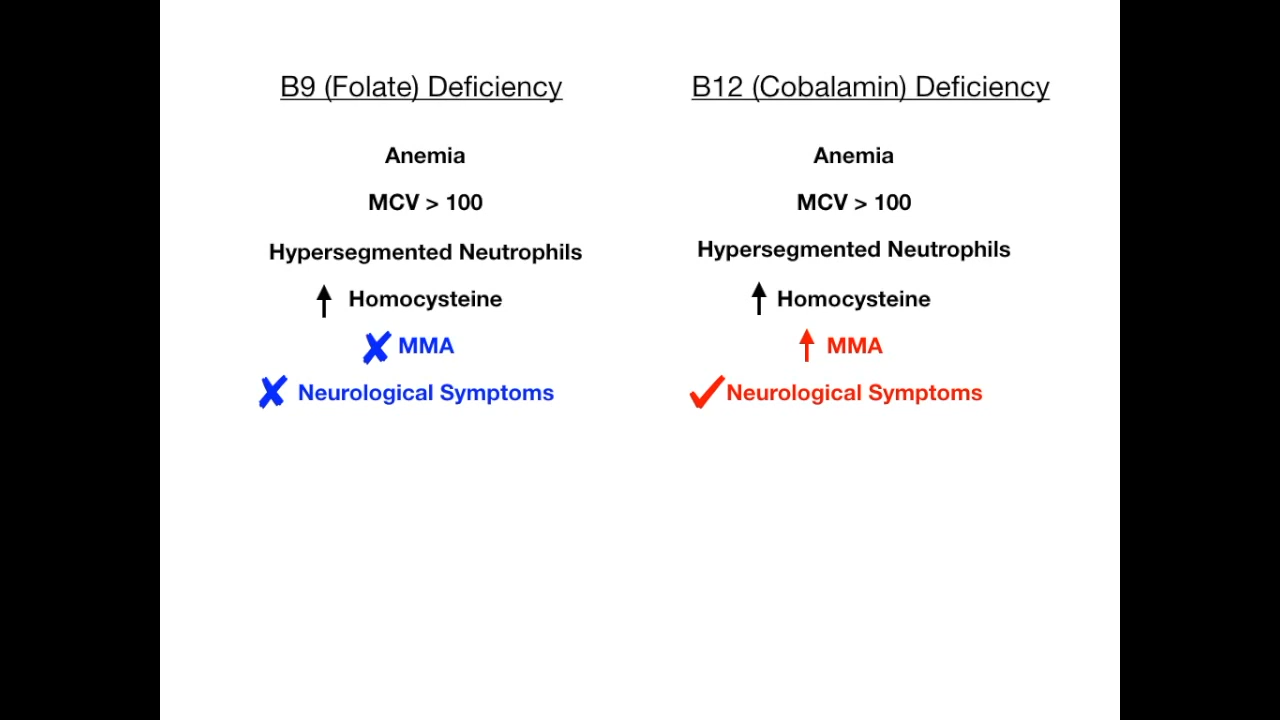 B9 (Folate) Deficiency
Anemia
MCV > 100
Hypersegmented Neutrophils
Homocysteine
MMA
Neurological Symptoms
B12 (Cobalamin) Deficiency
Anemia
MCV > 100
Hypersegmented Neutrophils
Homocysteine
MMA
Neurological Symptoms